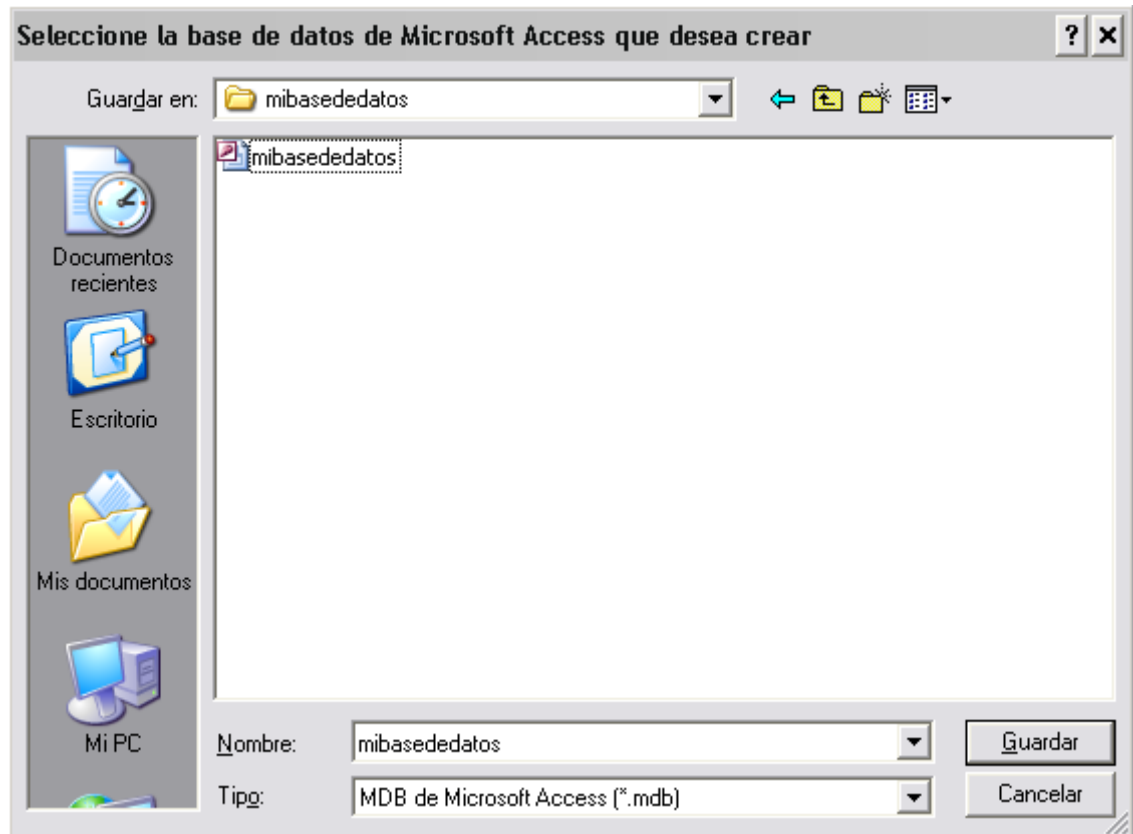 Seleccione la base de datos de Microsoft Access que desea crear
Guardar en:
mibasededatos
mibasededatos
Documentos
recientes
Escritorio
Mis documentos
Mi PC
Nombre:
mibasededatos
Guardar
Tipo:
MDB de Microsoft Access (*.mdb)
Cancelar